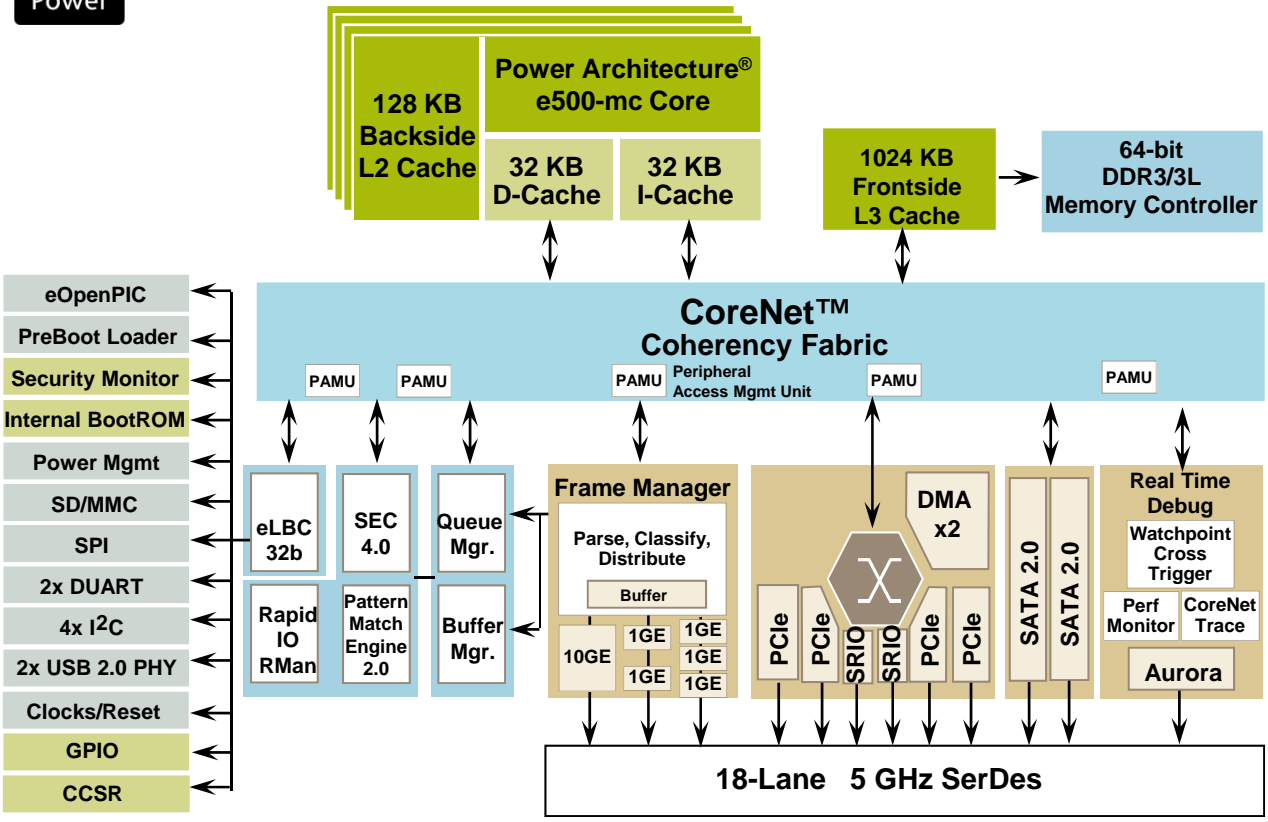 Power
128 KB
Backside
L2 Cache
Power Architecture®
e500-mc Core
32 KB
D-Cache
32 KB
I-Cache
1024 KB
Frontside
L3 Cache
64-bit
DDR3/3L
Memory Controller
eOpenPIC
PreBoot Loader
Security Monitor
Internal BootROM
Power Mgmt
SD/MMC
SPI
2x DUART
4x I²C
2x USB 2.0 PHY
Clocks/Reset
GPIO
CCSR
CoreNet™
Coherency Fabric
PAMU
PAMU
PAMU
Peripheral
Access Mgmt Unit
PAMU
PAMU
eLBC
32b
SEC
4.0
Queue
Mgr.
Rapid
IO
RMan
Pattern
Match
Engine
2.0
Buffer
Mgr.
Frame Manager
Parse, Classify,
Distribute
Buffer
10GE
1GE
1GE
1GE
1GE
1GE
DMA
x2
PCIe
PCIe
SRIO
SRIO
PCIe
PCIe
SATA 2.0
SATA 2.0
Real Time
Debug
Watchpoint
Cross
Trigger
Perf
Monitor
CoreNet
Trace
Aurora
18-Lane 5 GHz SerDes